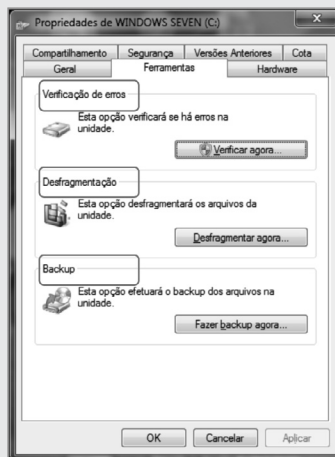 Propriedades de WINDOWS SEVEN (C:)
Compartilhamento Segurança Versões Anteriores Cota
Geral Ferramentas Hardware
Verificação de erros
Esta opção verificará se há erros na
unidade.
Verificar agora...
Desfragmentação
Esta opção desfragmentará os arquivos da
unidade.
Desfragmentar agora...
Backup
Esta opção efetuará o backup dos arquivos na
unidade.
Fazer backup agora...
OK Cancelar Aplicar